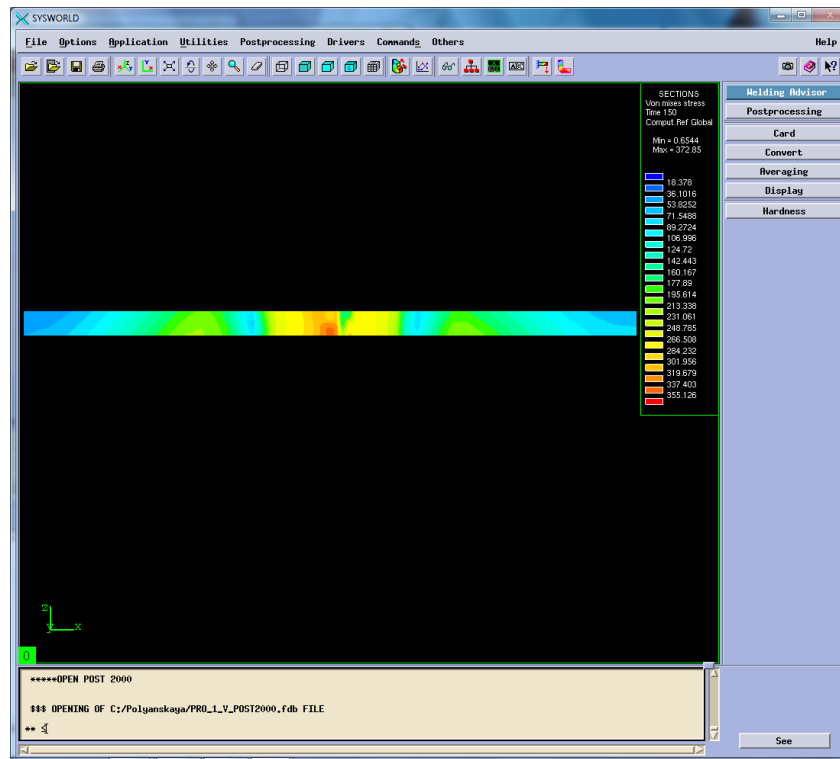 SYSWORLD
File Options Application Utilities Postprocessing Drivers Commands Others Help
ABC
SECTIONS
Von mises stress
Time 150
Comput.Ref Global
Min = 0.6544
Max = 372.85
18.378
36.1016
53.8252
71.5488
89.2724
106.996
124.72
142.443
160.167
177.89
195.614
213.338
231.061
248.785
266.508
284.232
301.956
319.679
337.403
355.126
Welding Advisor
Postprocessing
Card
Convert
Averaging
Display
Hardness
z
y x
0
*****OPEN POST 2000
$$$ OPENING OF C:/Polyanskaya/PRO_1_V_POST2000.fdb FILE
**
See